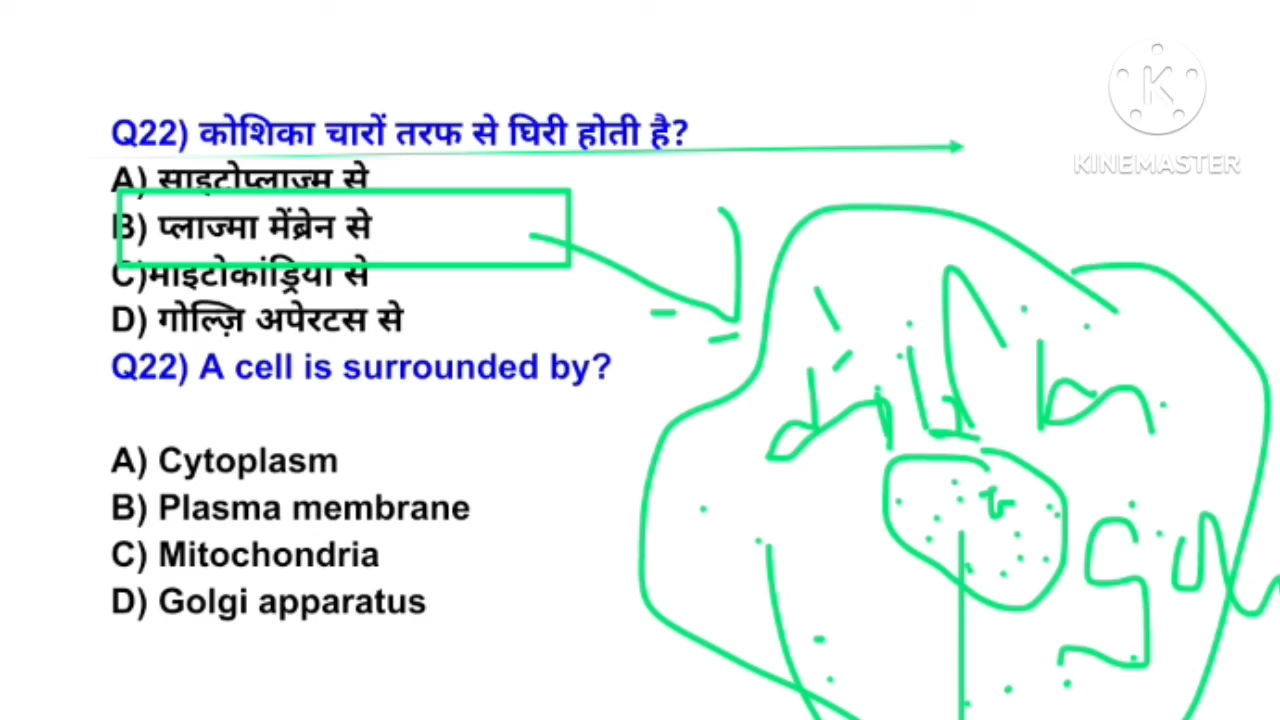 KINEMASTER
Q22) कोशिका चारों तरफ से घिरी होती है?
A) साइटोप्लाज्म से
B) प्लाज्मा मेंब्रेन से
C)माइटोकांड्रिया से
D) गोल्ज़ि अपेरटस से
Q22) A cell is surrounded by?
A) Cytoplasm
B) Plasma membrane
C) Mitochondria
D) Golgi apparatus